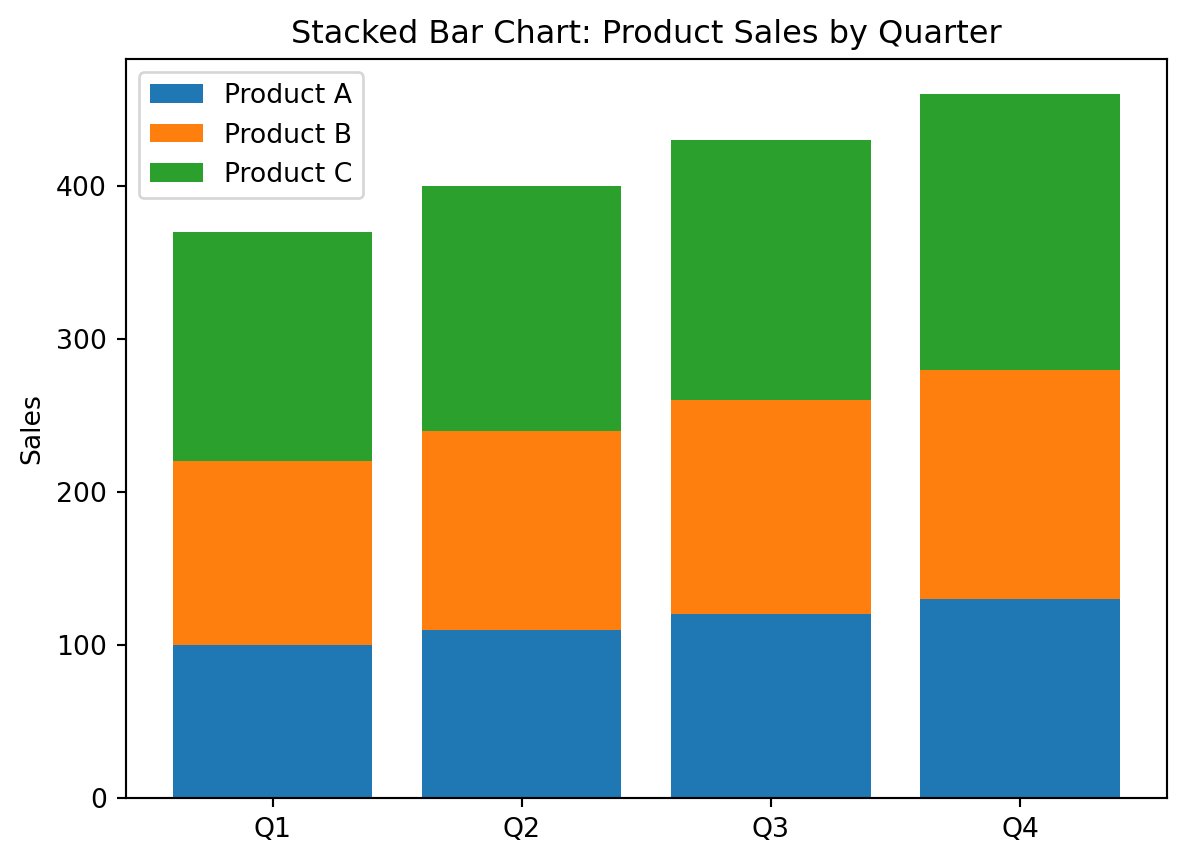 Stacked Bar Chart: Product Sales by Quarter
Product A
Product B
Product C
400
300
200
100
0
Sales
Q1
Q2
Q3
Q4